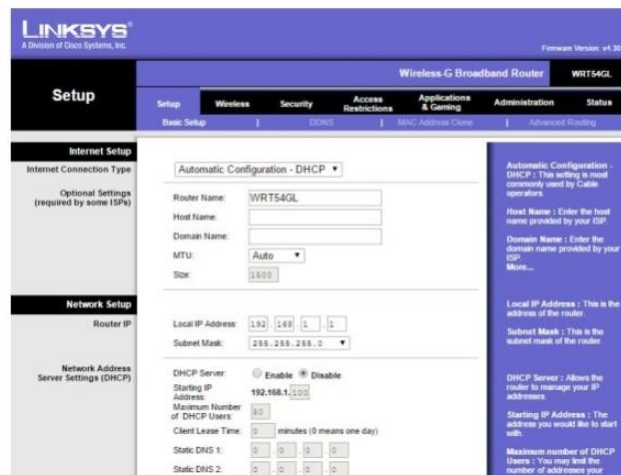 LINKSYS®
A Division of Cisco Systems, Inc.
Firmware Version: v4.30
Wireless-G Broadband Router WRT54GL
Setup
Setup Wireless Security Access Restrictions Applications & Gaming Administration Status
Basic Setup | DDNS | MAC Address Clone | Advanced Routing
Internet Setup
Internet Connection Type
Automatic Configuration - DHCP
Optional Settings
(required by some ISPs)
Router Name: WRT54GL
Host Name:
Domain Name:
MTU: Auto
Size: 1500
Network Setup
Router IP
Local IP Address: 192 . 168 . 1 . 1
Subnet Mask: 255.255.255.0
Network Address
Server Settings (DHCP)
DHCP Server: Enable Disable
Starting IP
Address: 192.168.1.100
Maximum Number
of DHCP Users: 50
Client Lease Time: 0 minutes (0 means one day)
Static DNS 1: 0 . 0 . 0 . 0
Static DNS 2: 0 . 0 . 0 . 0
Automatic Configuration -
DHCP : This setting is most
commonly used by Cable
operators.
Host Name : Enter the host
name provided by your ISP.
Domain Name : Enter the
domain name provided by your
ISP.
More...
Local IP Address : This is the
address of the router.
Subnet Mask : This is the
subnet mask of the router.
DHCP Server : Allows the
router to manage your IP
addresses.
Starting IP Address : The
address you would like to start
with.
Maximum number of DHCP
Users : You may limit the
number of addresses your